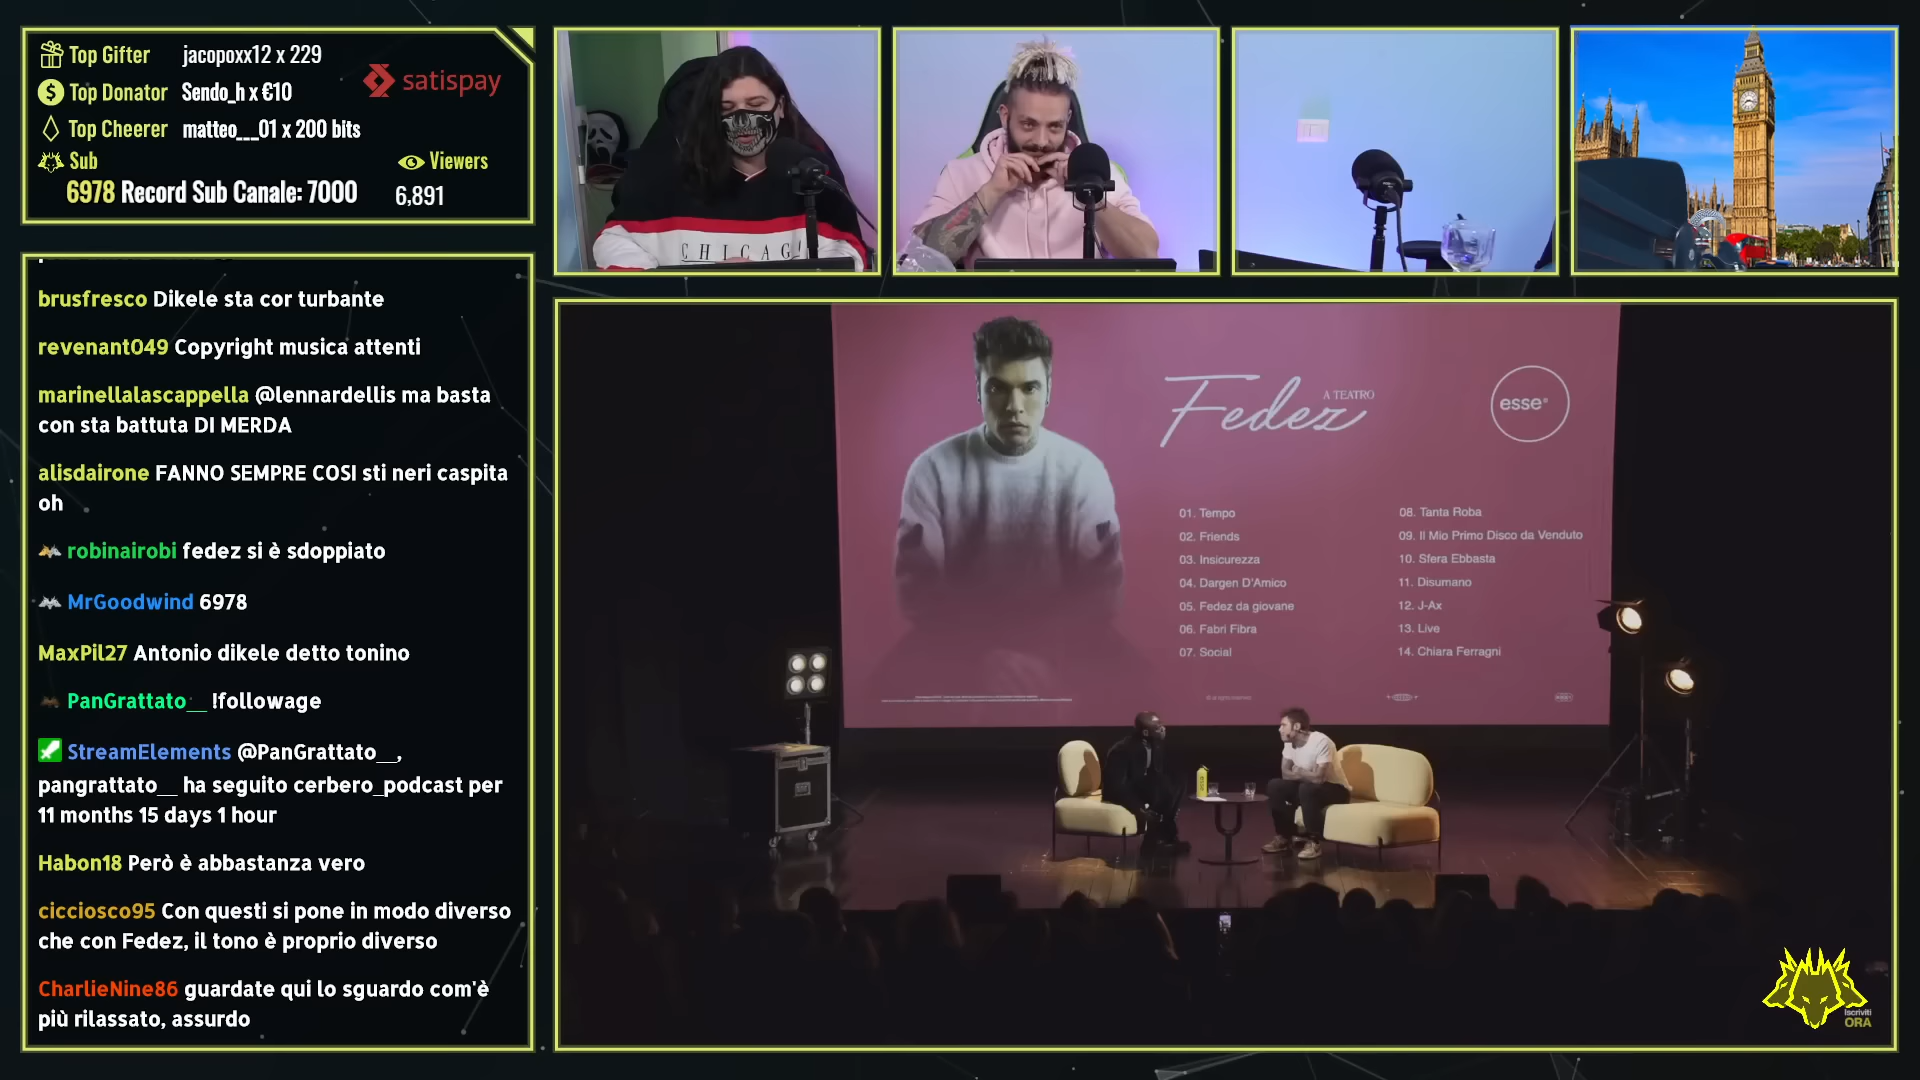 Top Gifter jacopoxx12 x 229
Top Donator Sendo_h x €10
satispay
Top Cheerer matteo___01 x 200 bits
Sub
Viewers
6978 Record Sub Canale: 7000
6,891
brusfresco Dikele sta cor turbante
revenant049 Copyright musica attenti
marinellalascappella @lennardellis ma basta
con sta battuta DI MERDA
alisdairone FANNO SEMPRE COSI sti neri caspita
oh
robinairobi fedez si è sdoppiato
MrGoodwind 6978
MaxPil27 Antonio dikele detto tonino
PanGrattato__ !followage
StreamElements @PanGrattato__,
pangrattato__ ha seguito cerbero_podcast per
11 months 15 days 1 hour
Habon18 Però è abbastanza vero
cicciosco95 Con questi si pone in modo diverso
che con Fedez, il tono è proprio diverso
CharlieNine86 guardate qui lo sguardo com'è
più rilassato, assurdo
CHICAG
A TEATRO
Fedez
esse
01. Tempo
02. Friends
03. Insicurezza
04. Dargen D'Amico
05. Fedez da giovane
06. Fabri Fibra
07. Social
08. Tanta Roba
09. Il Mio Primo Disco da Venduto
10. Sfera Ebbasta
11. Disumano
12. J-Ax
13. Live
14. Chiara Ferragni
Iscriviti
ORA